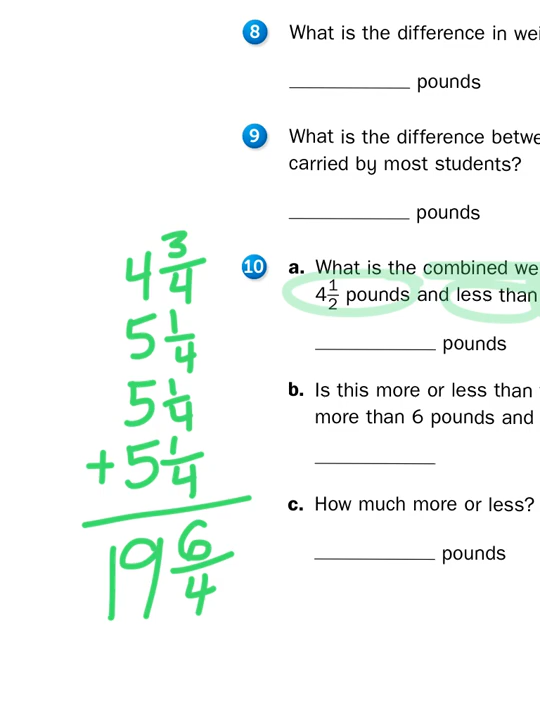 8 What is the difference in wei
pounds
9 What is the difference betwe
carried by most students?
pounds
10 a. What is the combined we
4 1/2 pounds and less than
pounds
b. Is this more or less than
more than 6 pounds and
c. How much more or less?
pounds
4 3/4
5 1/4
5 1/4
+ 5 1/4
19 6/4